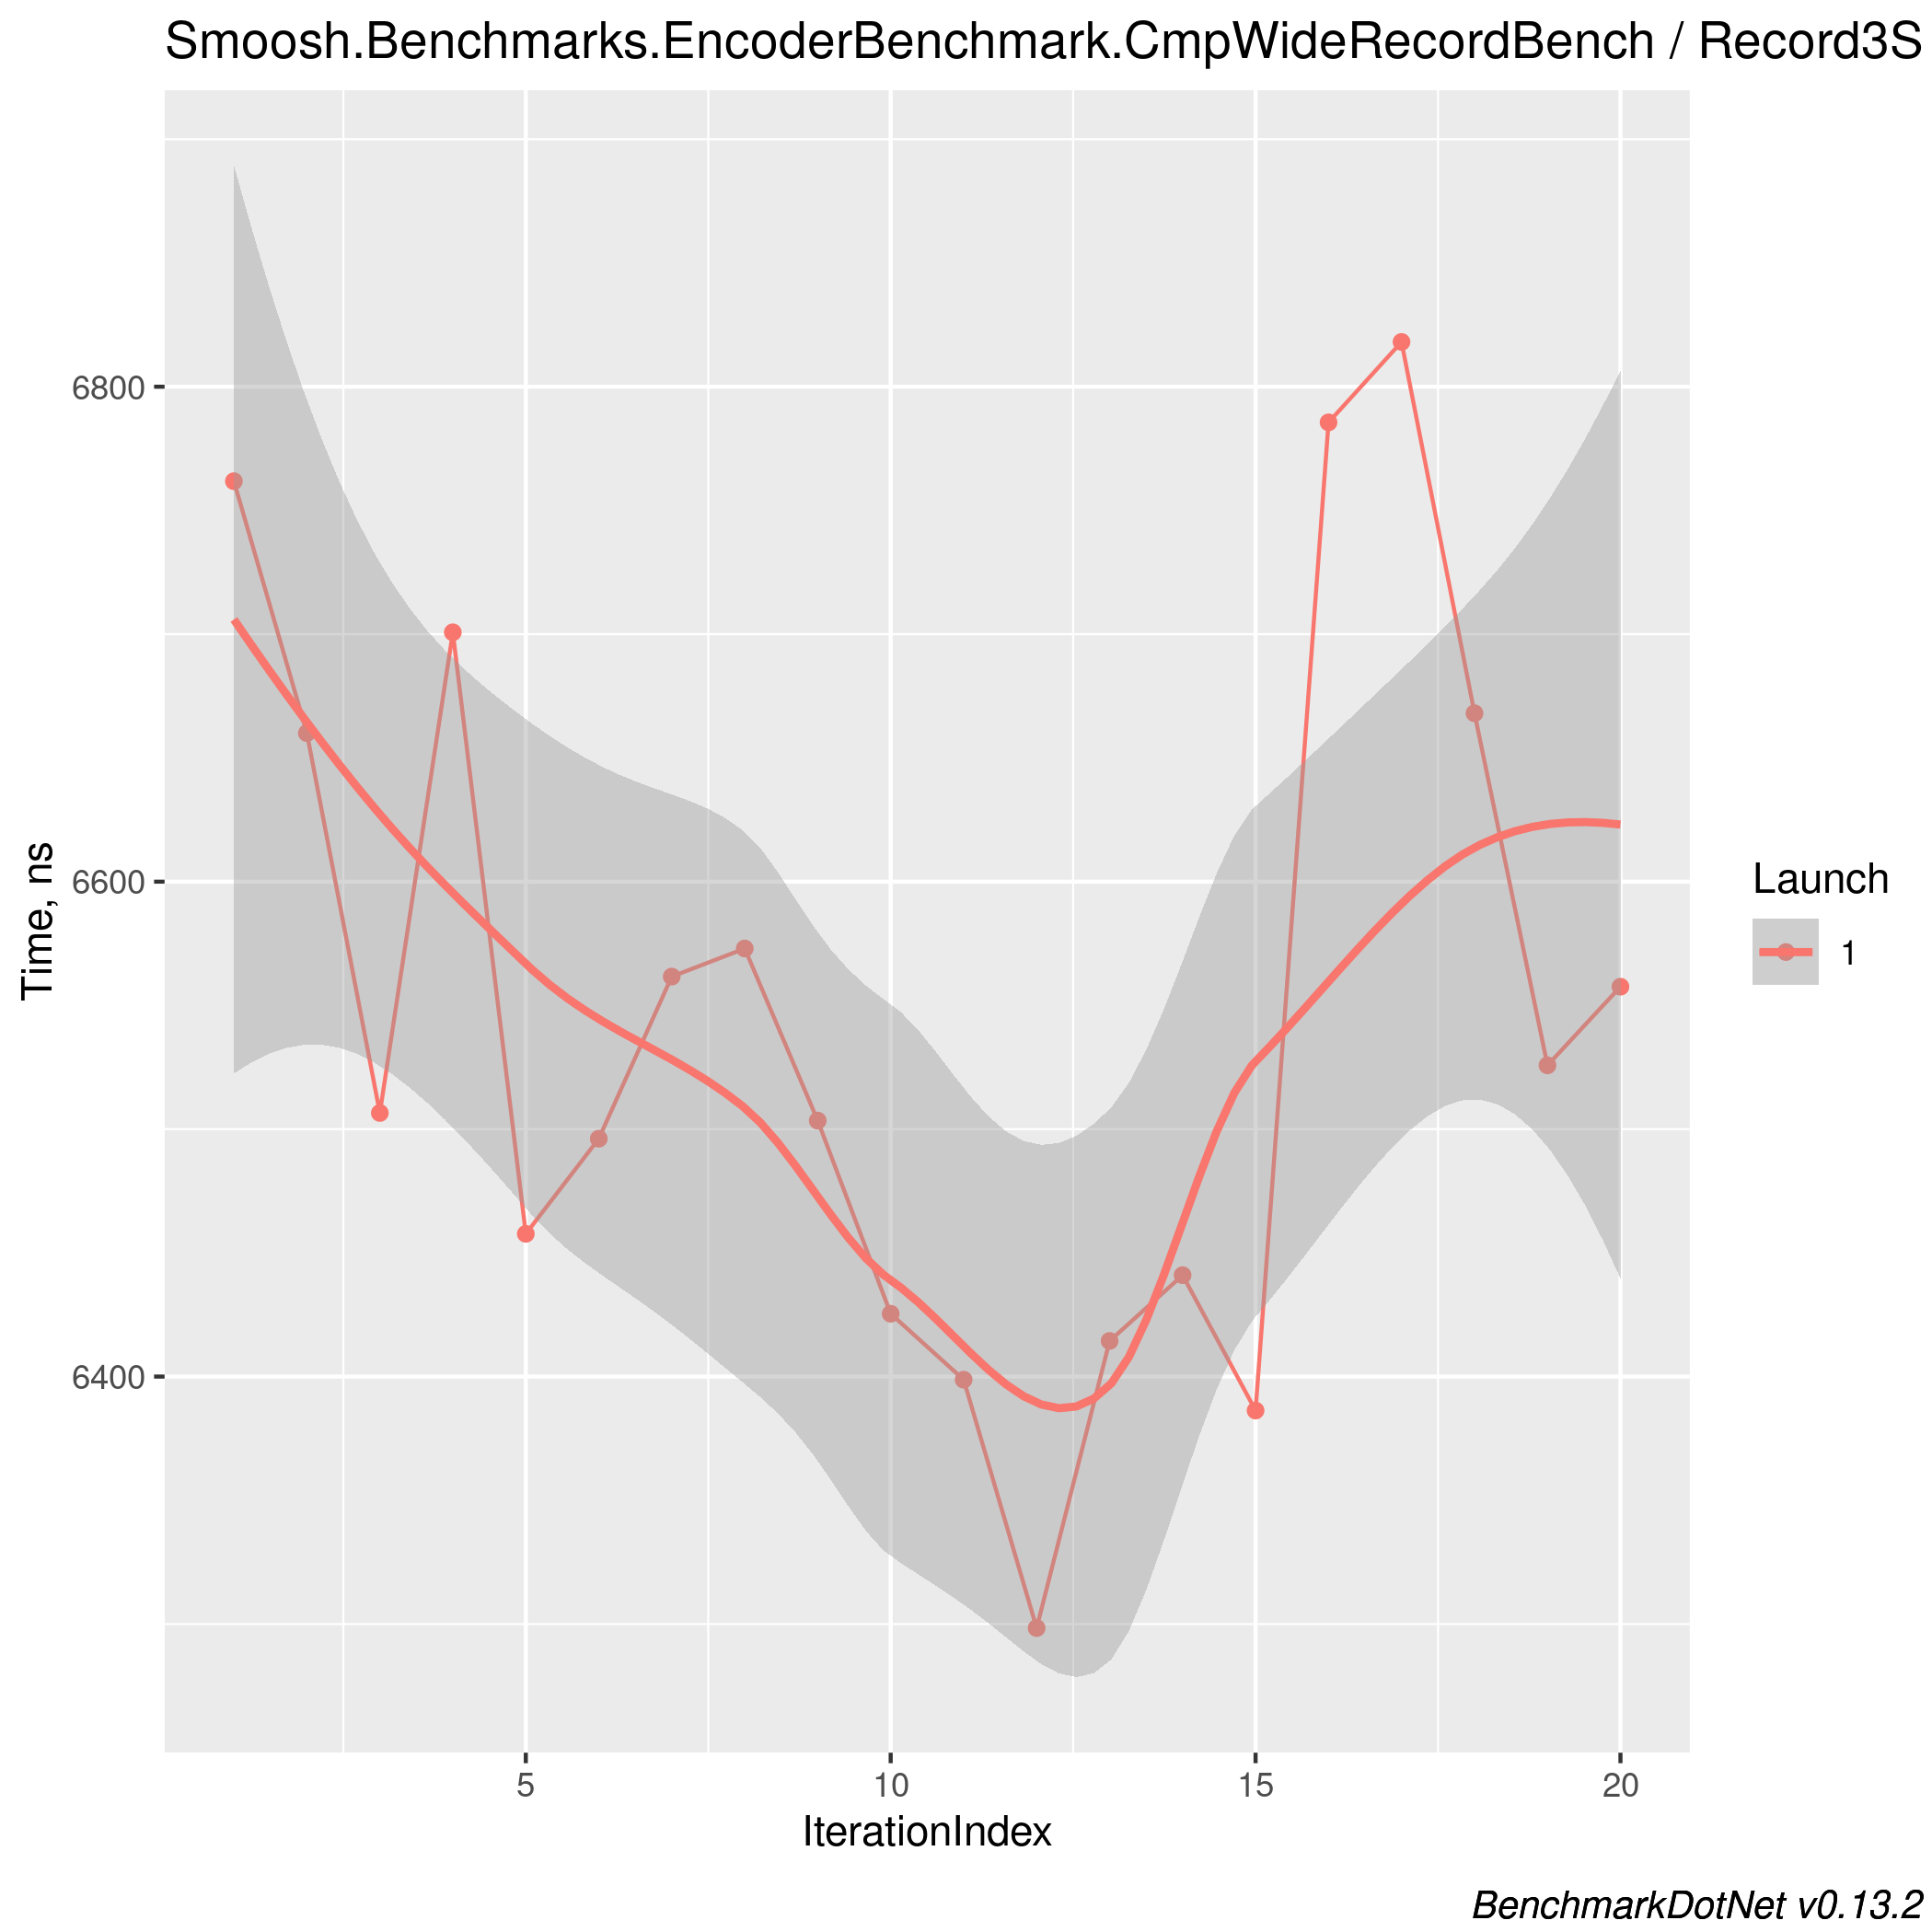 Smoosh.Benchmarks.EncoderBenchmark.CmpWideRecordBench / Record3S
Time, ns
6800
6600
6400
5
10
15
20
IterationIndex
Launch
1
BenchmarkDotNet v0.13.2